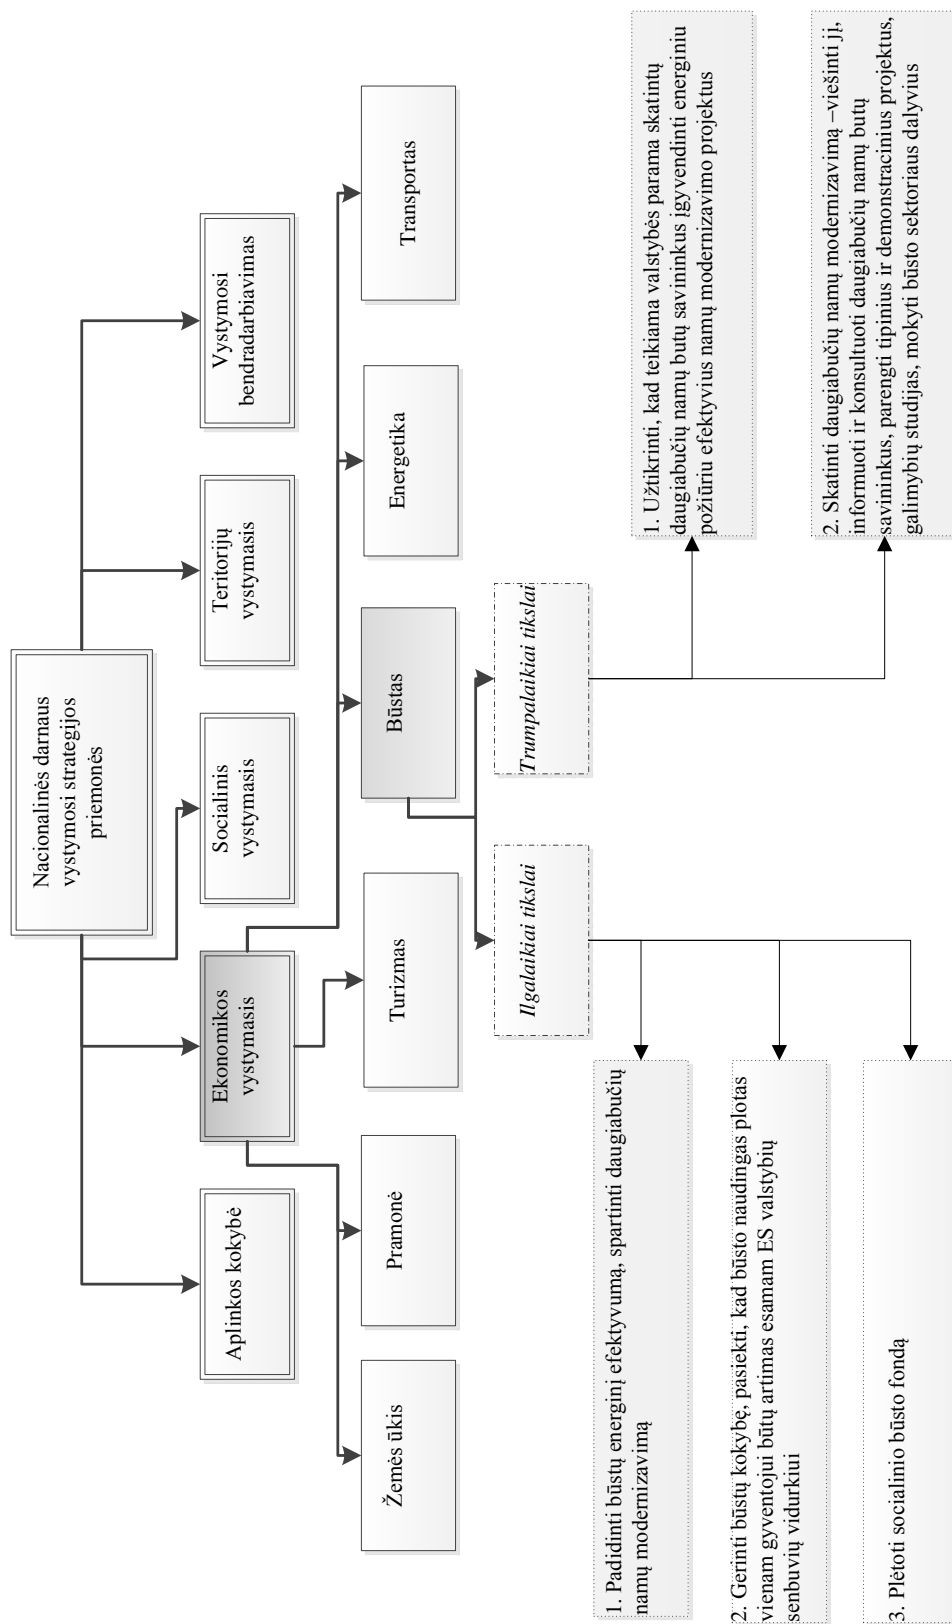 Nacionalinės darnaus
vystymosi strategijos
priemonės
Aplinkos kokybė
Ekonomikos
vystymasis
Socialinis
vystymasis
Teritorijų
vystymasis
Vystymosi
bendradarbiavimas
Žemės ūkis
Pramonė
Turizmas
Būstas
Energetika
Transportas
Ilgalaikiai tikslai
Trumpalaikiai tikslai
1. Padidinti būstų energinį efektyvumą, spartinti daugiabučių
namų modernizavimą
2. Gerinti būstų kokybę, pasiekti, kad būsto naudingas plotas
vienam gyventojui būtų artimas esamam ES valstybių
senbuvių vidurkiui
3. Plėtoti socialinio būsto fondą
1. Užtikrinti, kad teikiama valstybės parama skatintų
daugiabučių namų butų savininkus įgyvendinti energiniu
požiūriu efektyvius namų modernizavimo projektus
2. Skatinti daugiabučių namų modernizavimą –viešinti jį,
informuoti ir konsultuoti daugiabučių namų butų
savininkus, parengti tipinius ir demonstracinius projektus,
galimybių studijas, mokyti būsto sektoriaus dalyvius